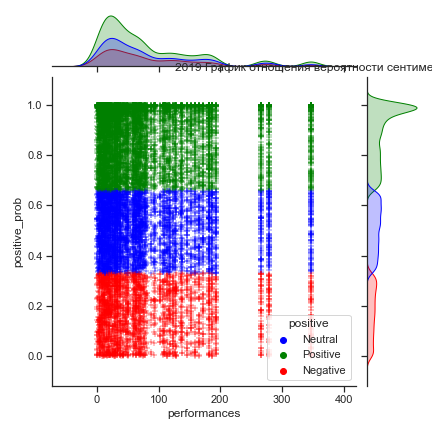 2019 График отношения вероятности сентиме
1.0
0.8
0.6
0.4
0.2
0.0
positive_prob
positive
Neutral
Positive
Negative
0
100
200
300
400
performances